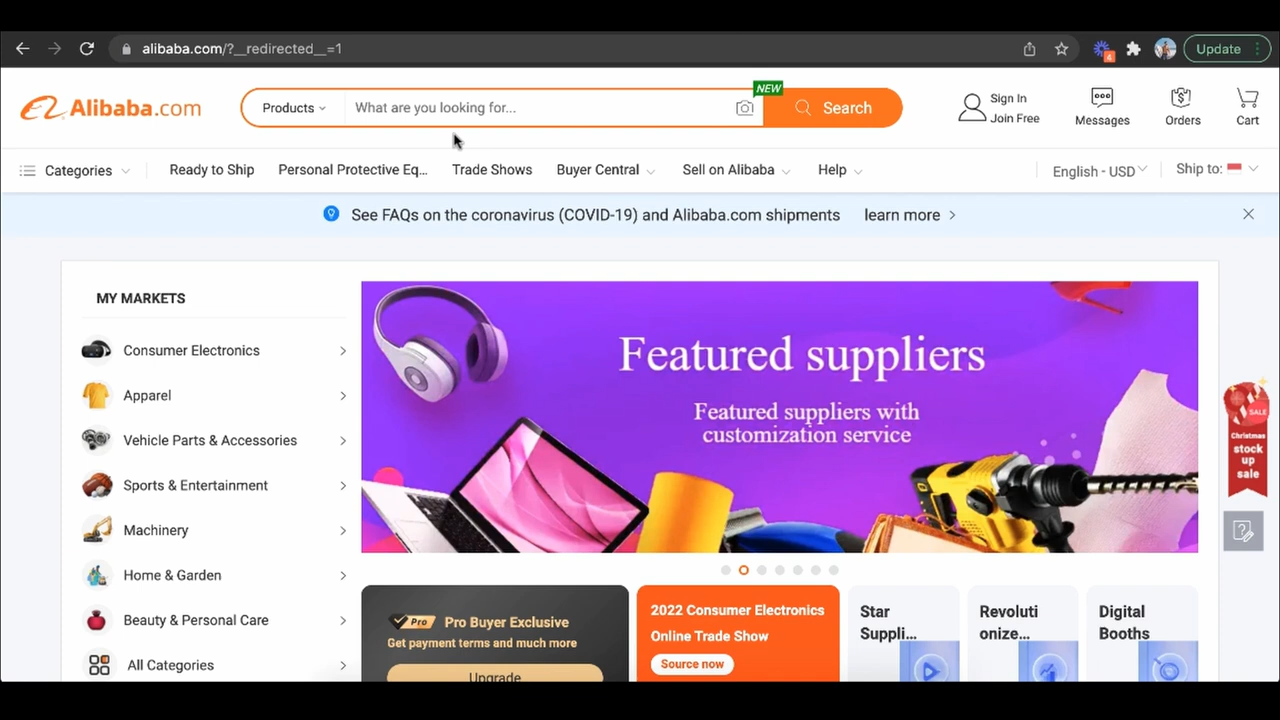 alibaba.com/?__redirected__=1
4
Update
Alibaba.com
Products
What are you looking for...
NEW
Search
Sign In
Join Free
Messages
Orders
Cart
Categories
Ready to Ship
Personal Protective Eq...
Trade Shows
Buyer Central
Sell on Alibaba
Help
English - USD
Ship to:
See FAQs on the coronavirus (COVID-19) and Alibaba.com shipments
learn more
MY MARKETS
Consumer Electronics
Apparel
Vehicle Parts & Accessories
Sports & Entertainment
Machinery
Home & Garden
Beauty & Personal Care
All Categories
Featured suppliers
Featured suppliers with
customization service
SALE
Christmas
stock
up
sale
Pro
Pro Buyer Exclusive
Get payment terms and much more
Upgrade
2022 Consumer Electronics
Online Trade Show
Source now
Star
Suppli...
Revoluti
onize...
Digital
Booths